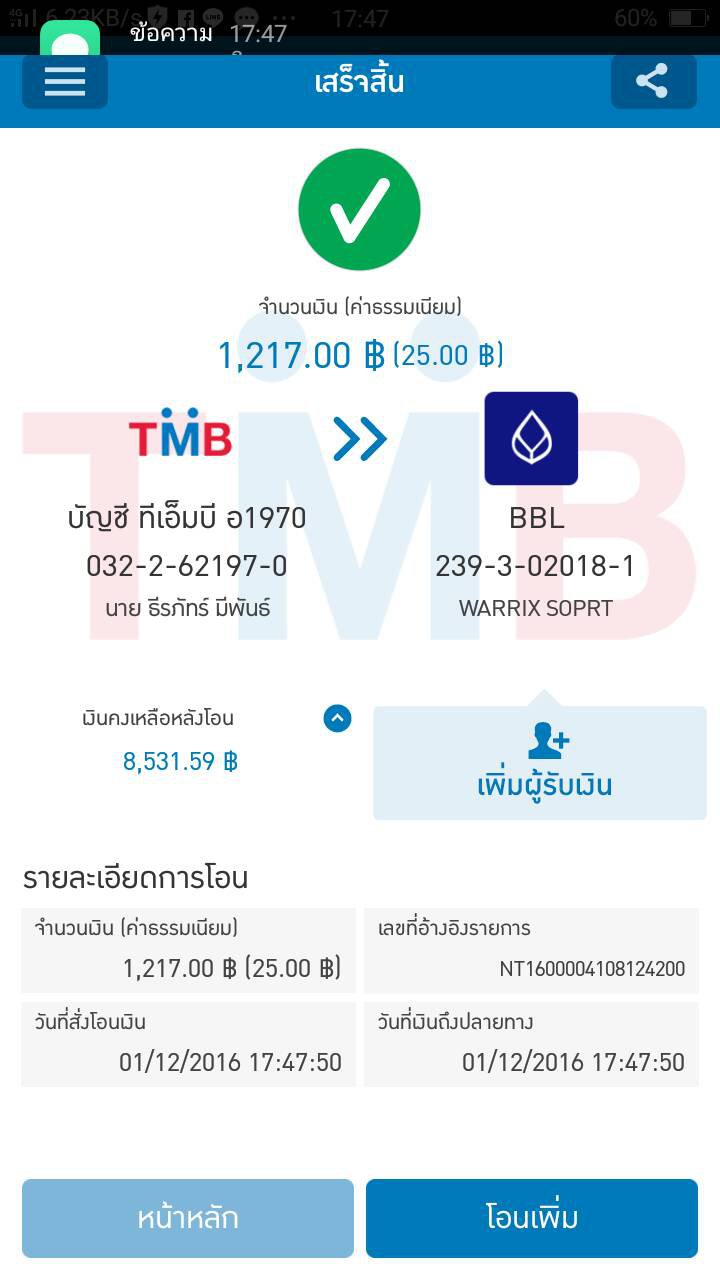 4G 6.23KB/s LINE ... 17:47 60%
ข้อความ 17:47
เสร็จสิ้น
จำนวนเงิน (ค่าธรรมเนียม)
1,217.00 ฿ (25.00 ฿)
TMB
บัญชี ทีเอ็มบี อ1970
BBL
032-2-62197-0
239-3-02018-1
นาย ธีรภัทร์ มีพันธ์
WARRIX SOPRT
TMB
เงินคงเหลือหลังโอน
8,531.59 ฿
เพิ่มผู้รับเงิน
รายละเอียดการโอน
จำนวนเงิน (ค่าธรรมเนียม)
1,217.00 ฿ (25.00 ฿)
เลขที่อ้างอิงรายการ
NT1600004108124200
วันที่สั่งโอนเงิน
01/12/2016 17:47:50
วันที่เงินถึงปลายทาง
01/12/2016 17:47:50
หน้าหลัก
โอนเพิ่ม